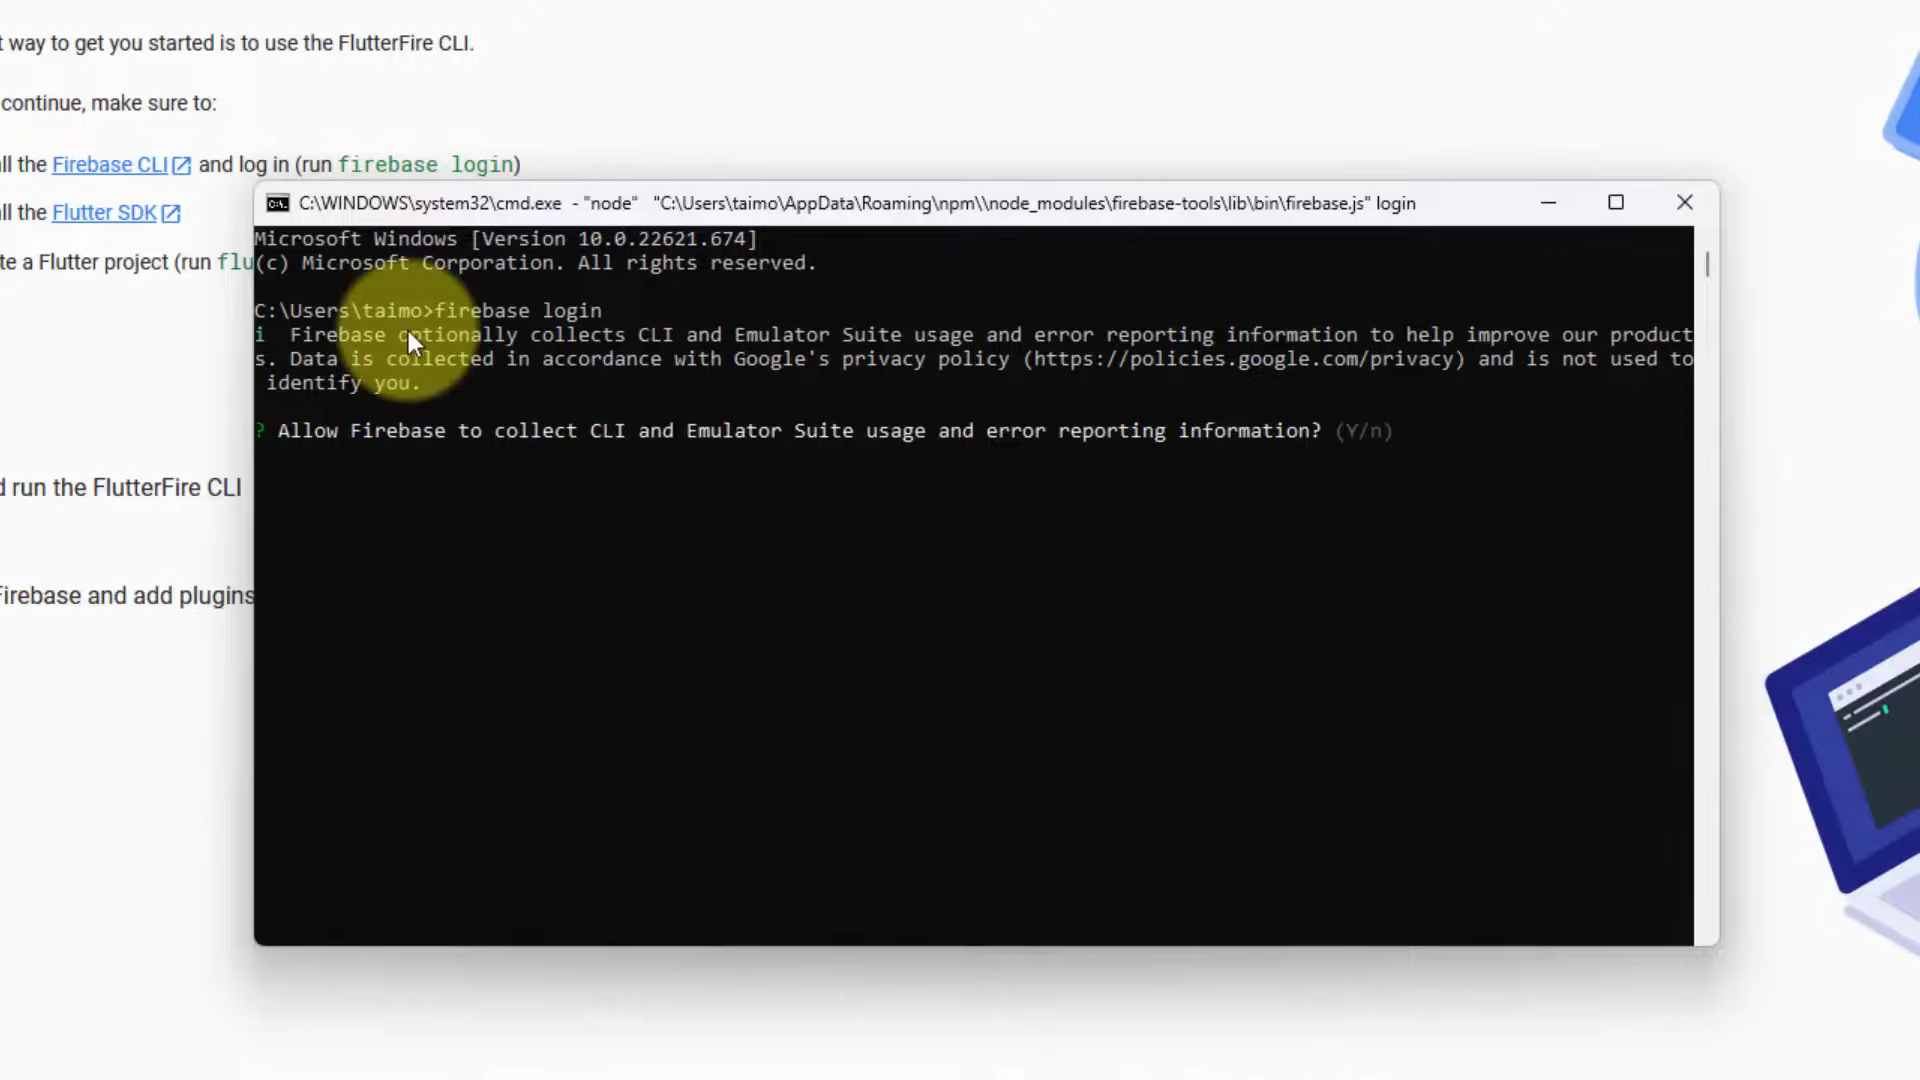 t way to get you started is to use the FlutterFire CLI.
continue, make sure to:
ll the Firebase CLI and log in (run firebase login)
ll the Flutter SDK
te a Flutter project (run flu
d run the FlutterFire CLI
Firebase and add plugins
C:\WINDOWS\system32\cmd.exe - "node" "C:\Users\taimo\AppData\Roaming\npm\\node_modules\firebase-tools\lib\bin\firebase.js" login
Microsoft Windows [Version 10.0.22621.674]
(c) Microsoft Corporation. All rights reserved.
C:\Users\taimo>firebase login
i Firebase optionally collects CLI and Emulator Suite usage and error reporting information to help improve our product
s. Data is collected in accordance with Google's privacy policy (https://policies.google.com/privacy) and is not used to
identify you.
? Allow Firebase to collect CLI and Emulator Suite usage and error reporting information? (Y/n)